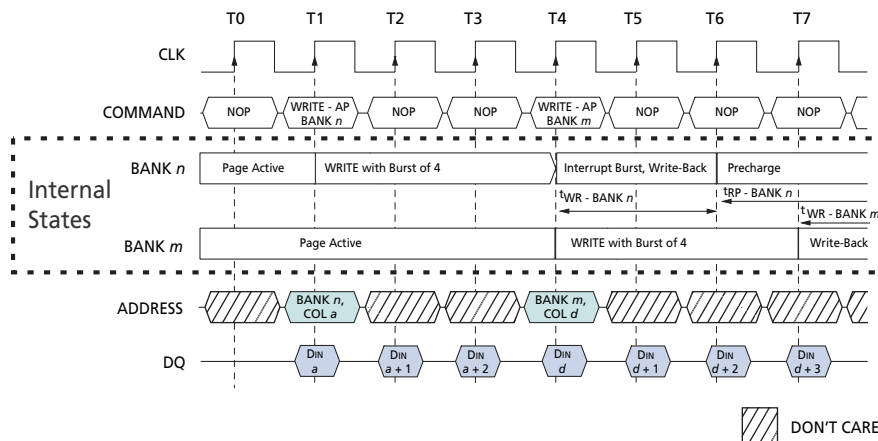 T0 T1 T2 T3 T4 T5 T6 T7
CLK
COMMAND NOP WRITE - AP BANK n NOP NOP WRITE - AP BANK m NOP NOP NOP
Internal States
BANK n Page Active WRITE with Burst of 4 Interrupt Burst, Write-Back Precharge
tWR - BANK n tRP - BANK n
tWR - BANK m
BANK m Page Active WRITE with Burst of 4 Write-Back
ADDRESS BANK n, COL a BANK m, COL d
DQ DIN a DIN a + 1 DIN a + 2 DIN d DIN d + 1 DIN d + 2 DIN d + 3
DON'T CARE